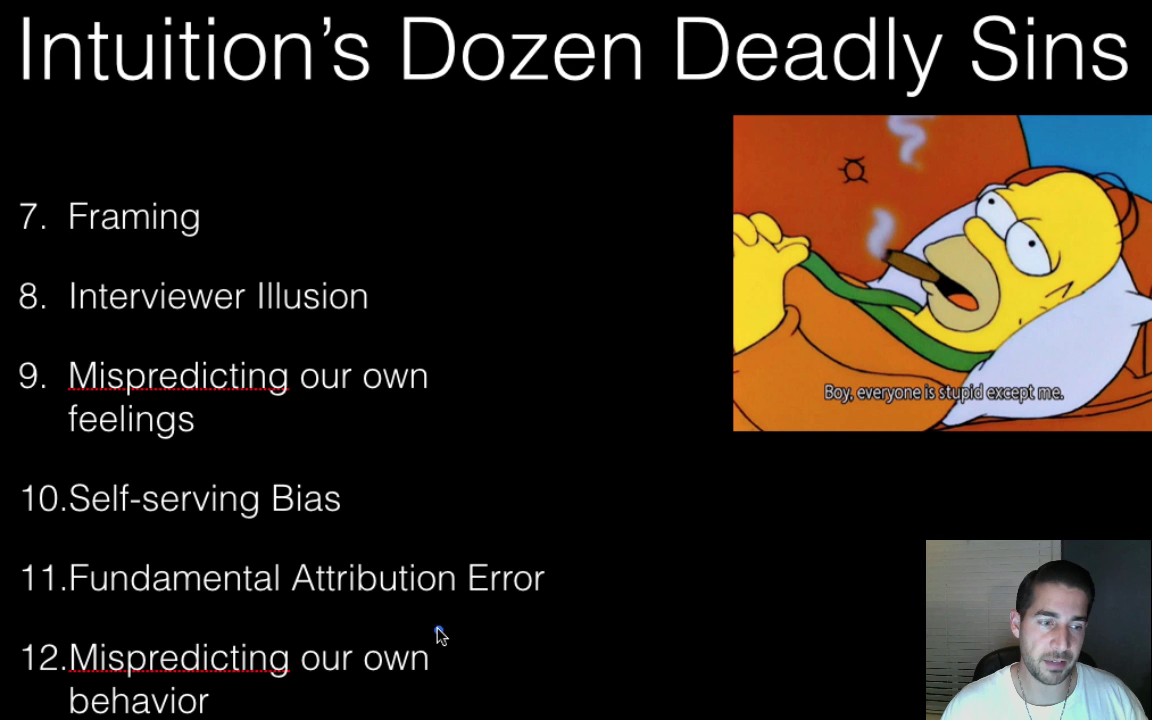 Intuition’s Dozen Deadly Sins
7. Framing
8. Interviewer Illusion
9. Mispredicting our own
feelings
10.Self-serving Bias
11.Fundamental Attribution Error
12.Mispredicting our own
behavior
Boy, everyone is stupid except me.